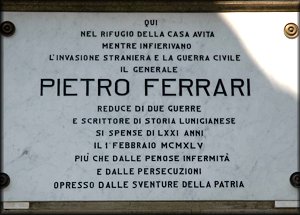 QUI
NEL RIFUGIO DELLA CASA AVITA
MENTRE INFIERIVANO
L'INVASIONE STRANIERA E LA GUERRA CIVILE
IL GENERALE
PIETRO FERRARI
REDUCE DI DUE GUERRE
E SCRITTORE DI STORIA LUNIGIANESE
SI SPENSE DI LXXI ANNI
IL 1 FEBBRAIO MCMXLV
PIÙ CHE DALLE PENOSE INFERMITÀ
E DALLE PERSECUZIONI
OPRESSO DALLE SVENTURE DELLA PATRIA